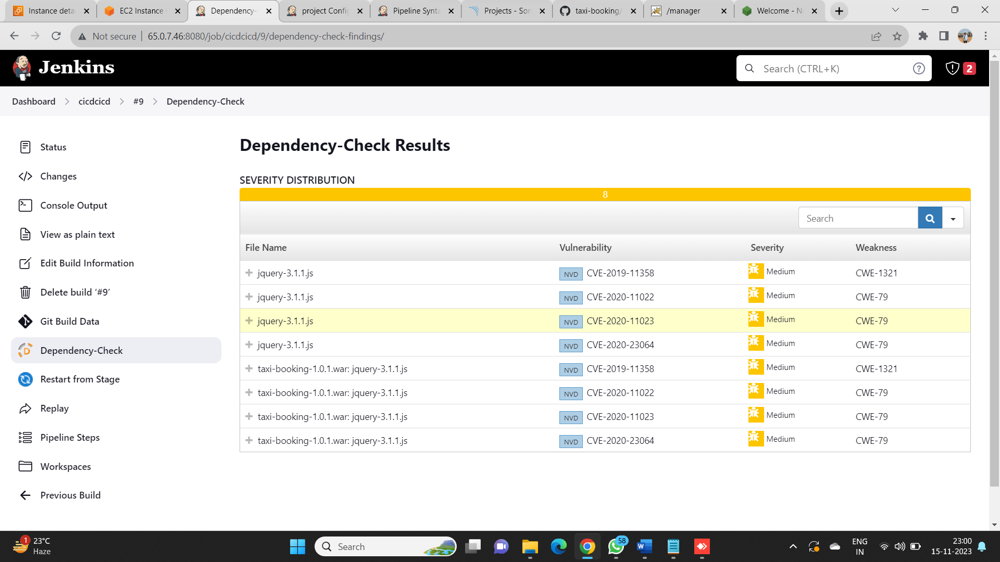 Instance deta
EC2 Instance
Dependency-
project Config
Pipeline Synta
Projects - Son
taxi-booking/
/manager
Welcome - N
Not secure
65.0.7.46:8080/job/cicdcicd/9/dependency-check-findings/
Jenkins
Search (CTRL+K)
?
2
Dashboard
cicdcicd
#9
Dependency-Check
Status
Changes
Console Output
View as plain text
Edit Build Information
Delete build ‘#9’
Git Build Data
Dependency-Check
Restart from Stage
Replay
Pipeline Steps
Workspaces
Previous Build
Dependency-Check Results
SEVERITY DISTRIBUTION
8
Search
File Name Vulnerability Severity Weakness
jquery-3.1.1.js NVD CVE-2019-11358 Medium CWE-1321
jquery-3.1.1.js NVD CVE-2020-11022 Medium CWE-79
jquery-3.1.1.js NVD CVE-2020-11023 Medium CWE-79
jquery-3.1.1.js NVD CVE-2020-23064 Medium CWE-79
taxi-booking-1.0.1.war: jquery-3.1.1.js NVD CVE-2019-11358 Medium CWE-1321
taxi-booking-1.0.1.war: jquery-3.1.1.js NVD CVE-2020-11022 Medium CWE-79
taxi-booking-1.0.1.war: jquery-3.1.1.js NVD CVE-2020-11023 Medium CWE-79
taxi-booking-1.0.1.war: jquery-3.1.1.js NVD CVE-2020-23064 Medium CWE-79
1
23°C
Haze
Search
58
W
ENG
IN
23:00
15-11-2023